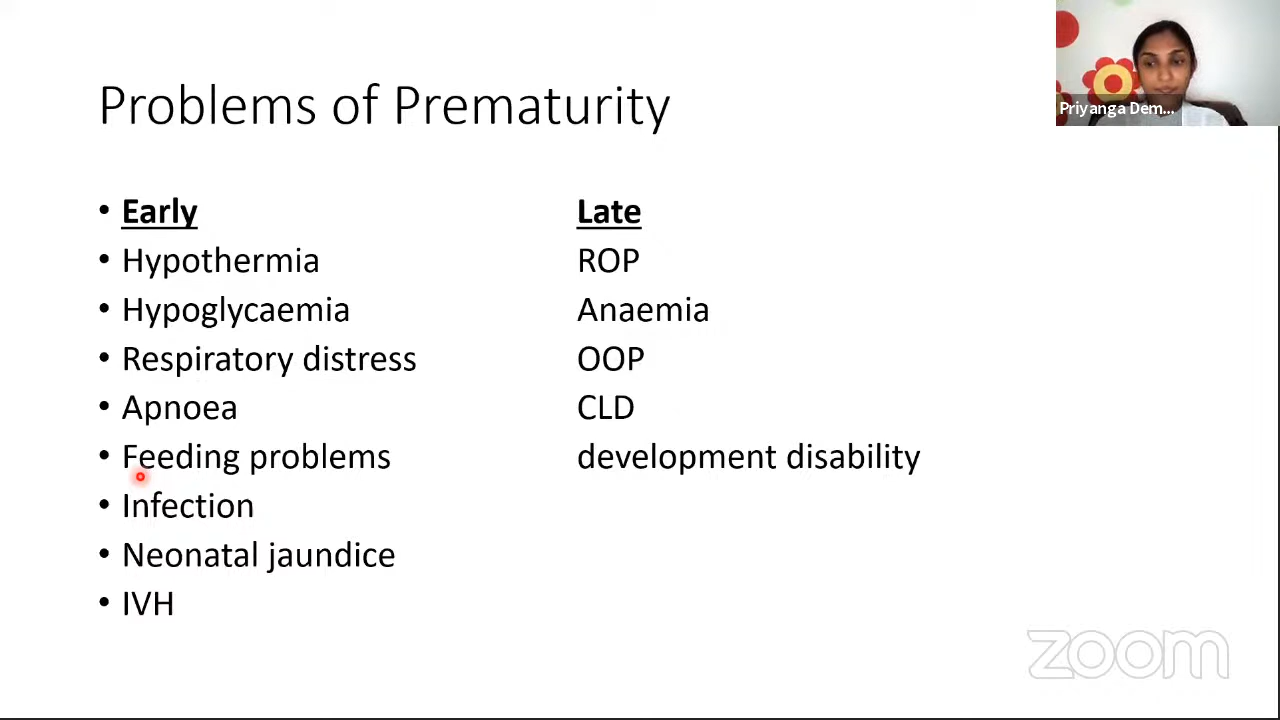 Problems of Prematurity
Priyanga Dem...
• Early
• Hypothermia
• Hypoglycaemia
• Respiratory distress
• Apnoea
• Feeding problems
• Infection
• Neonatal jaundice
• IVH
Late
ROP
Anaemia
OOP
CLD
development disability
zoom